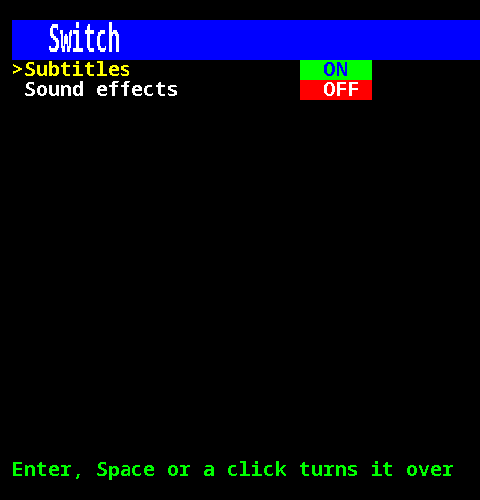 Switch
>Subtitles ON
Sound effects OFF
Enter, Space or a click turns it over